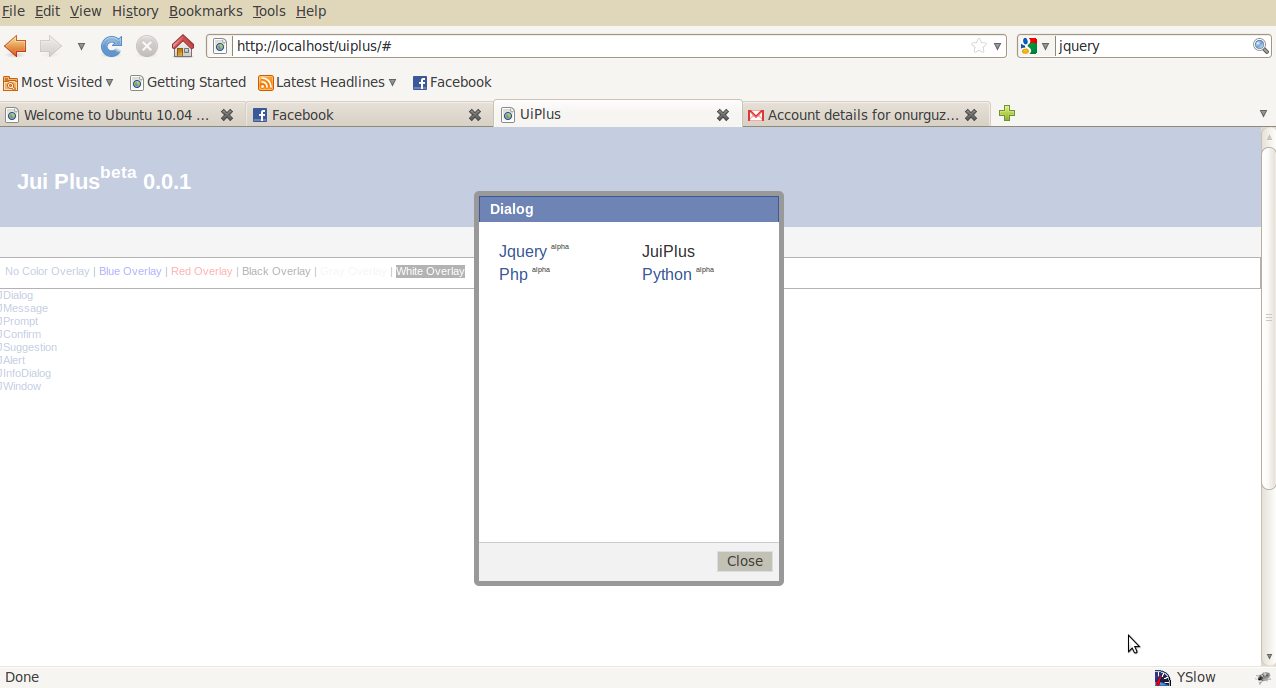 File Edit View History Bookmarks Tools Help
http://localhost/uiplus/#
jquery
Most Visited Getting Started Latest Headlines Facebook
Welcome to Ubuntu 10.04 ... Facebook UiPlus Account details for onurguz...
Jui Plusbeta 0.0.1
Dialog
Jquery alpha JuiPlus
Php alpha Python alpha
No Color Overlay | Blue Overlay | Red Overlay | Black Overlay | Gray Overlay | White Overlay
JDialog
JMessage
JPrompt
JConfirm
JSuggestion
JAlert
JInfoDialog
JWindow
Close
Done YSlow